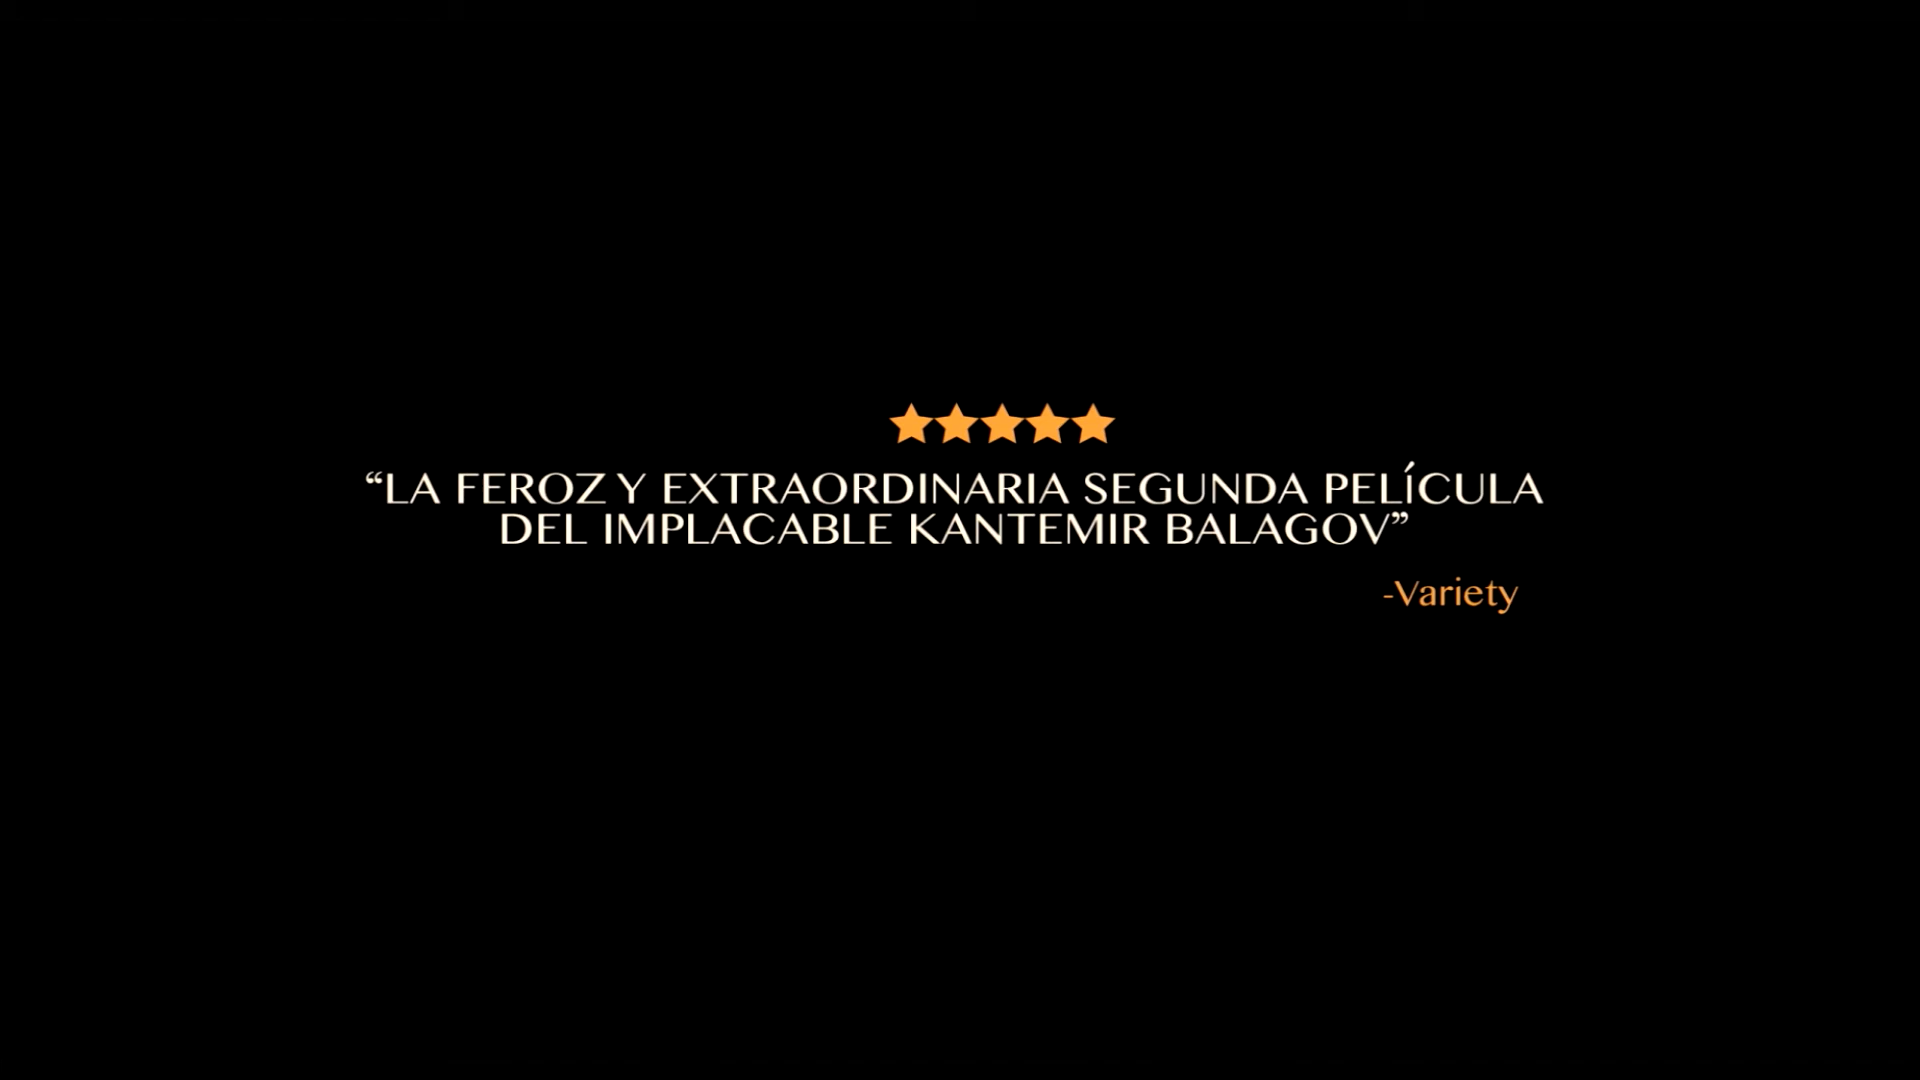 “LA FEROZ Y EXTRAORDINARIA SEGUNDA PELÍCULA
DEL IMPLACABLE KANTEMIR BALAGOV”
-Variety